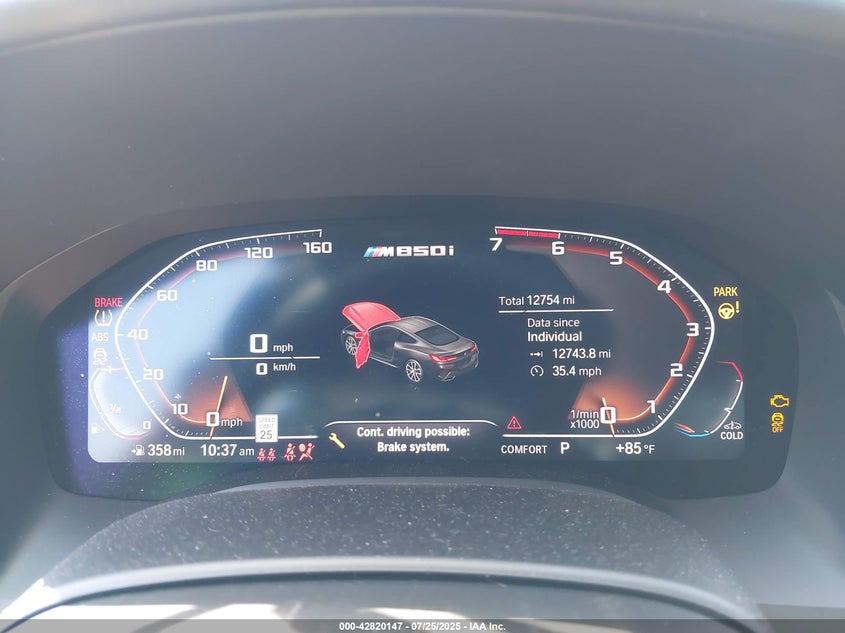 160
120
80
60
40
20
10
0 mph
M850i
7
6
5
4
3
2
1
0
1/min
x1000
BRAKE
ABS
0 mph
0 km/h
1
1/2
0
Total 12754 mi
Data since
Individual
12743.8 mi
35.4 mph
PARK
OFF
COLD
SPEED
LIMIT
25
Cont. driving possible:
Brake system.
358 mi
10:37 am
COMFORT P
+85 °F
000-42820147 - 07/25/2025 - IAA Inc.